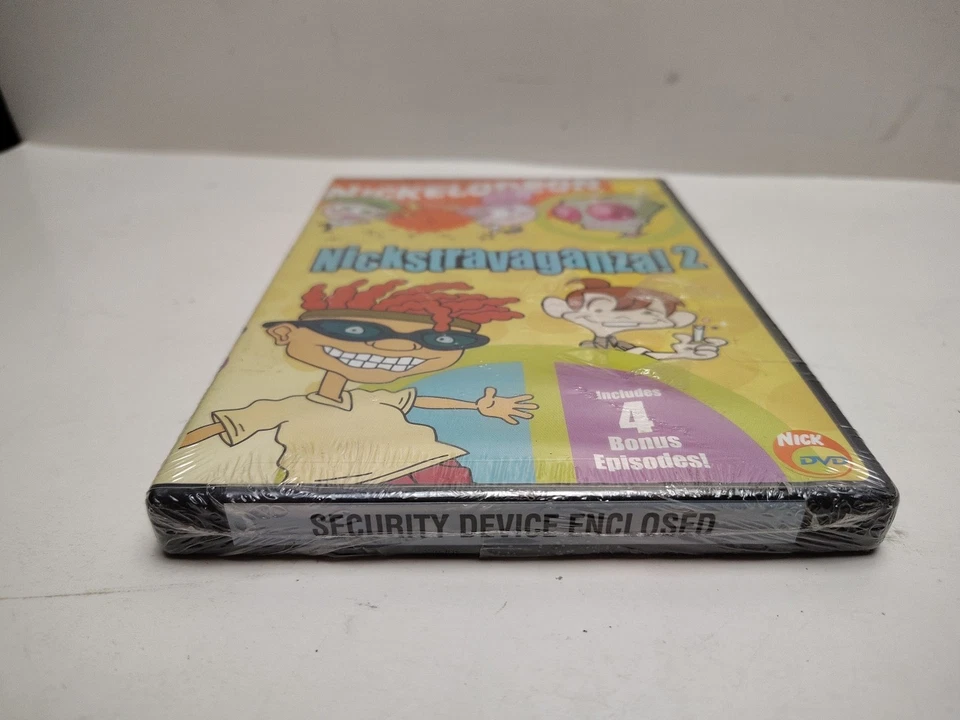 NICKELODEON
Nickstravaganza! 2
Includes
4
Bonus
Episodes!
NICK
DVD
SECURITY DEVICE ENCLOSED